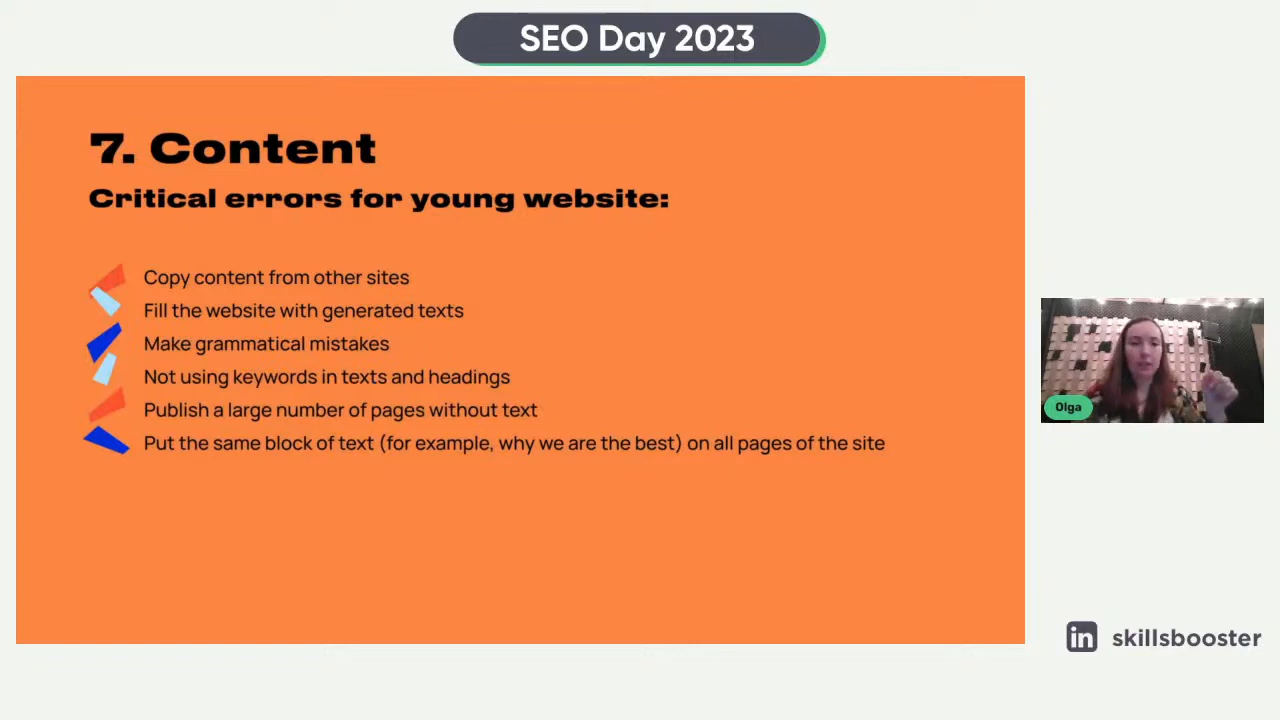 SEO Day 2023
7. Content
Critical errors for young website:
Copy content from other sites
Fill the website with generated texts
Make grammatical mistakes
Not using keywords in texts and headings
Publish a large number of pages without text
Put the same block of text (for example, why we are the best) on all pages of the site
Olga
in skillsbooster